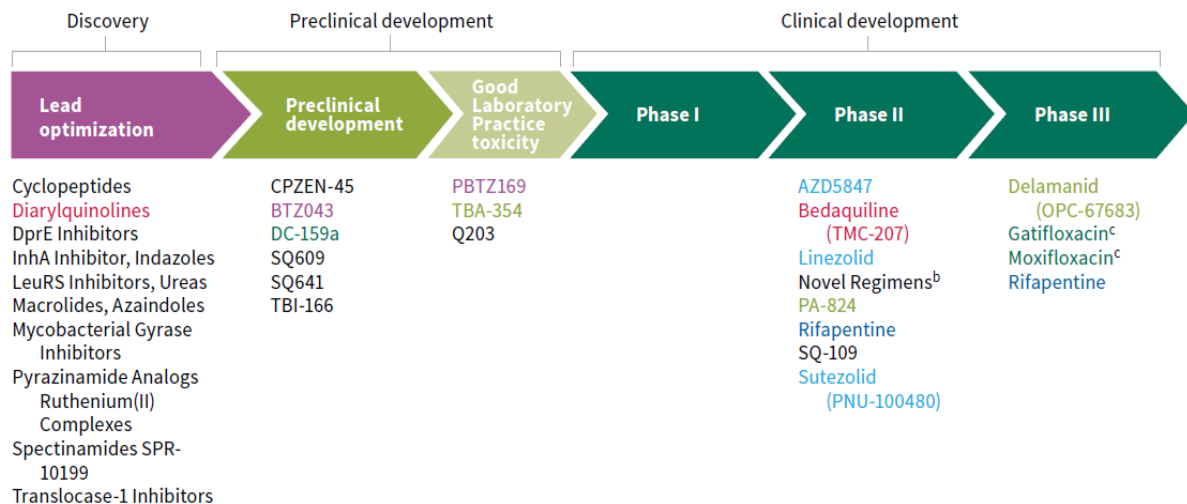 Discovery
Preclinical development
Clinical development
Lead
optimization
Preclinical
development
Good
Laboratory
Practice
toxicity
Phase I
Phase II
Phase III
Cyclopeptides
Diarylquinolines
DprE Inhibitors
InhA Inhibitor, Indazoles
LeuRS Inhibitors, Ureas
Macrolides, Azaindoles
Mycobacterial Gyrase
Inhibitors
Pyrazinamide Analogs
Ruthenium(II)
Complexes
Spectinamides SPR-
10199
Translocase-1 Inhibitors
CPZEN-45
BTZ043
DC-159a
SQ609
SQ641
TBI-166
PBTZ169
TBA-354
Q203
AZD5847
Bedaquiline
(TMC-207)
Linezolid
Novel Regimensᵇ
PA-824
Rifapentine
SQ-109
Sutezolid
(PNU-100480)
Delamanid
(OPC-67683)
Gatifloxacinᶜ
Moxifloxacinᶜ
Rifapentine